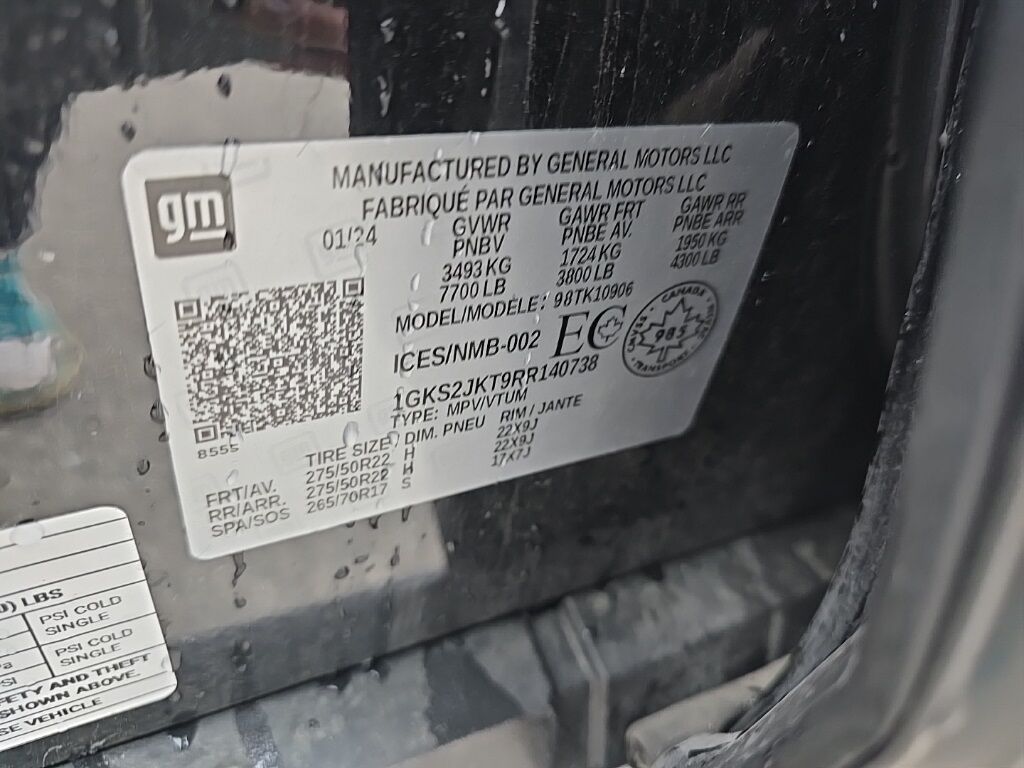 gm
MANUFACTURED BY GENERAL MOTORS LLC
FABRIQUÉ PAR GENERAL MOTORS LLC
01/24
GVWR GAWR FRT GAWR RR
PNBV PNBE AV. PNBE ARR
3493 KG 1724 KG 1950 KG
7700 LB 3800 LB 4300 LB
MODEL/MODÈLE: 98TK10906
ICES/NMB-002 EC
CANADA
985
TRANSPORT
1GKS2JKT9RR140738
TYPE: MPV/VTUM
8555
TIRE SIZE/DIM. PNEU RIM / JANTE
FRT/AV. 275/50R22 H 22X9J
RR/ARR. 275/50R22 H 22X9J
SPA/SOS 265/70R17 S 17X7J
LBS
PSI COLD
SINGLE
PSI COLD
SINGLE
AND THEFT
SHOWN ABOVE.
VEHICLE